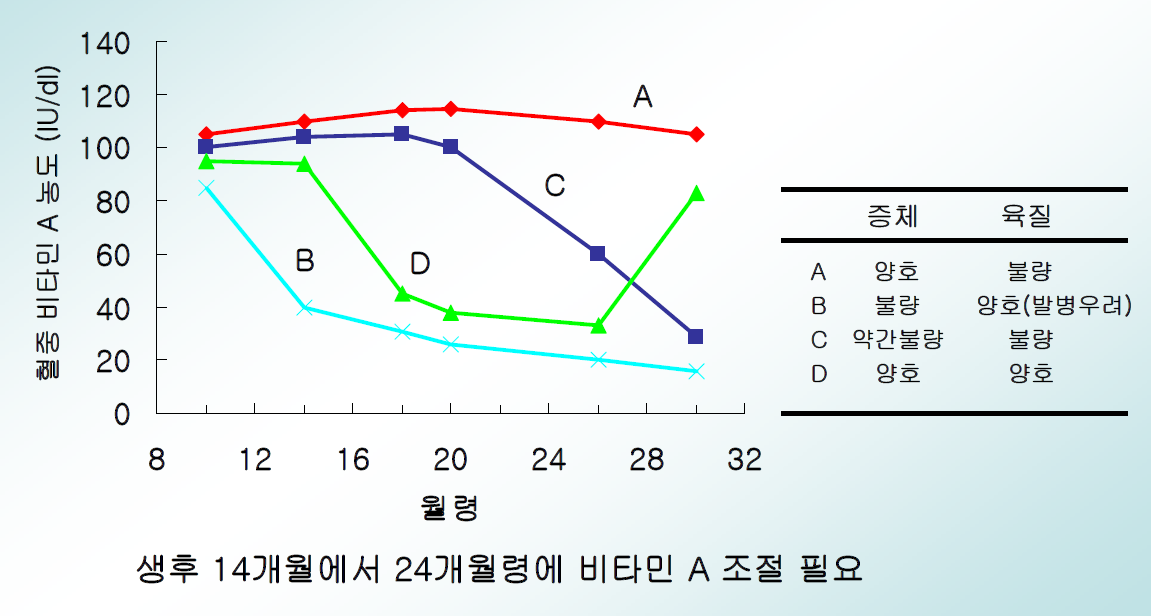 혈중 비타민 A 농도 (IU/dl)
140
120
100
80
60
40
20
0
8 12 16 20 24 28 32
월령
A
C
B
D
증체 육질
A 양호 불량
B 불량 양호(발병우려)
C 약간불량 불량
D 양호 양호
생후 14개월에서 24개월령에 비타민 A 조절 필요